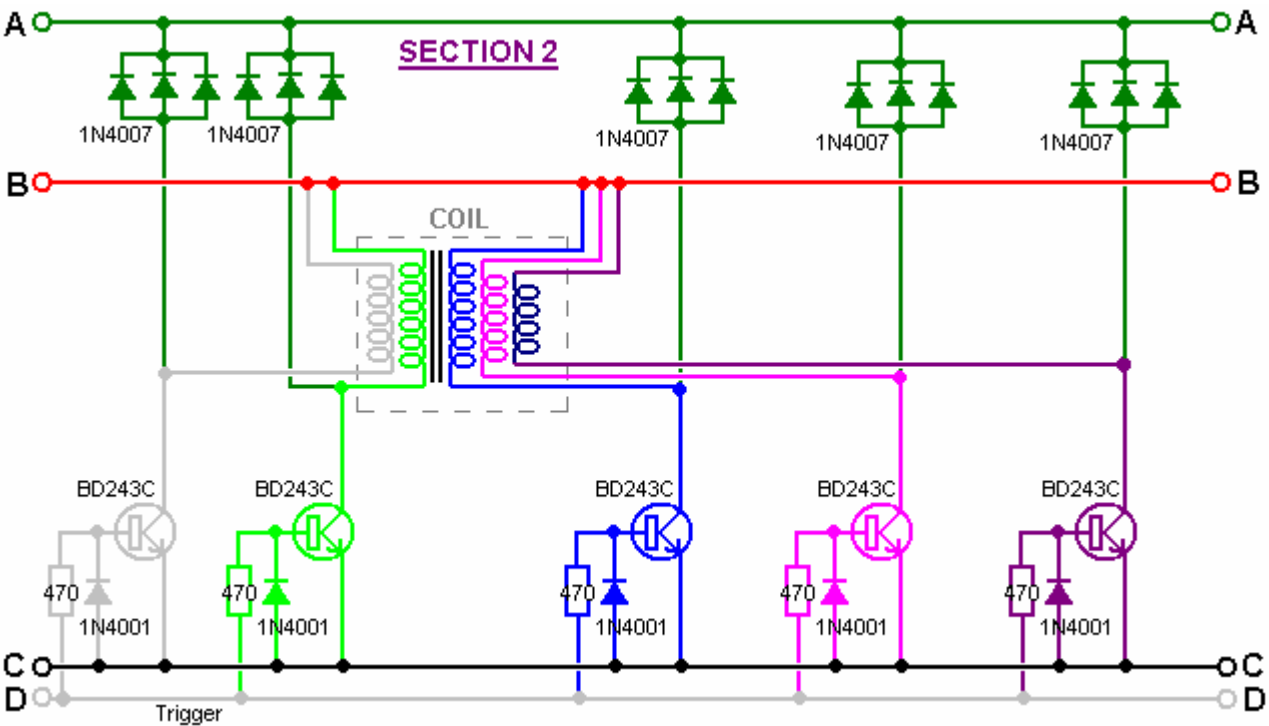 A
A
SECTION 2
1N4007
1N4007
1N4007
1N4007
1N4007
B
B
COIL
BD243C
BD243C
BD243C
BD243C
BD243C
470
470
470
470
470
1N4001
1N4001
1N4001
1N4001
1N4001
C
C
D
D
Trigger